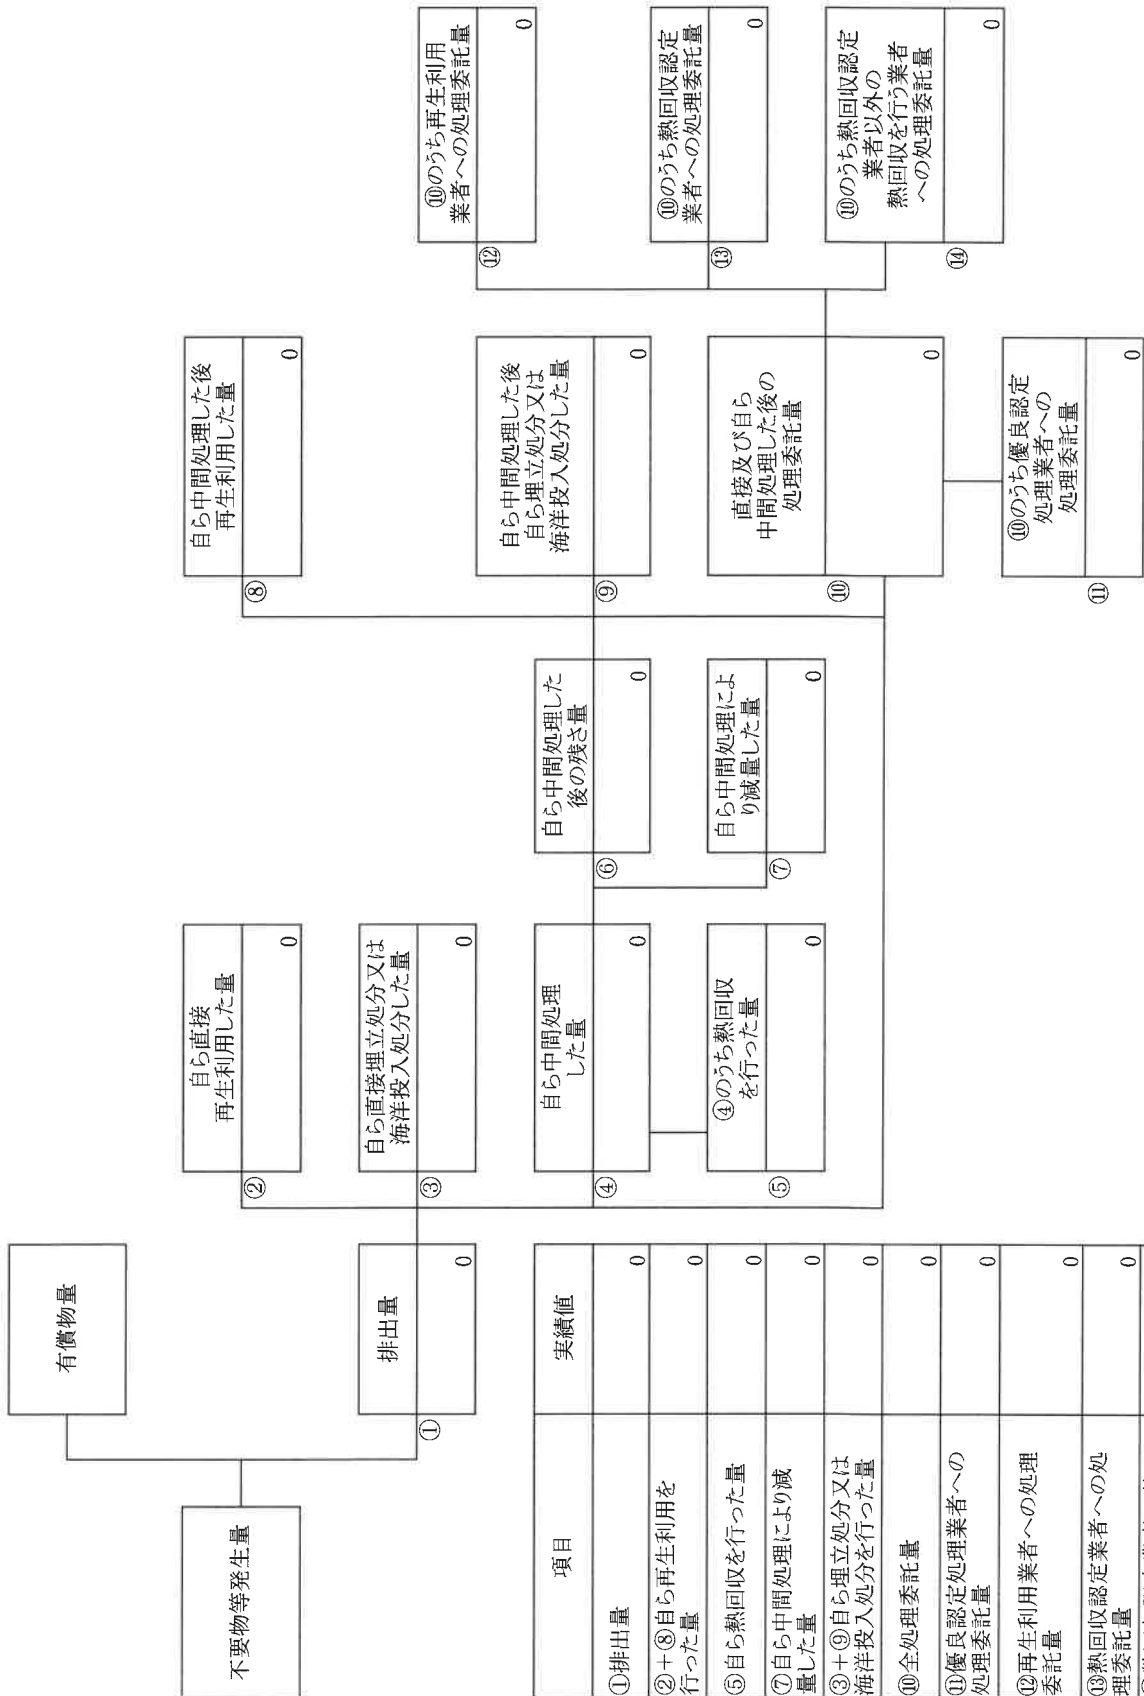 不要物等発生量
有償物量
排出量
①
0
自ら直接
再生利用した量
②
0
自ら直接埋立処分又は
海洋投入処分した量
③
0
自ら中間処理
した量
④
0
④のうち熱回収
を行った量
⑤
0
自ら中間処理した
後の残さ量
⑥
0
自ら中間処理によ
り減量した量
⑦
0
自ら中間処理した後
再生利用した量
⑧
0
自ら中間処理した後
自ら埋立処分又は
海洋投入処分した量
⑨
0
直接及び自ら
中間処理した後の
処理委託量
⑩
0
⑩のうち優良認定
処理業者への
処理委託量
⑪
0
⑩のうち再生利用
業者への処理委託量
⑫
0
⑩のうち熱回収認定
業者への処理委託量
⑬
0
⑩のうち熱回収認定
業者以外の
熱回収を行う業者
への処理委託量
⑭
0
項目 実績値
①排出量 0
②+⑧自ら再生利用を
行った量 0
⑤自ら熱回収を行った量 0
⑦自ら中間処理により減
量した量 0
③+⑨自ら埋立処分又は
海洋投入処分を行った量 0
⑩全処理委託量 0
⑪優良認定処理業者への
処理委託量 0
⑫再生利用業者への処理
委託量 0
⑬熱回収認定業者への処
理委託量 0